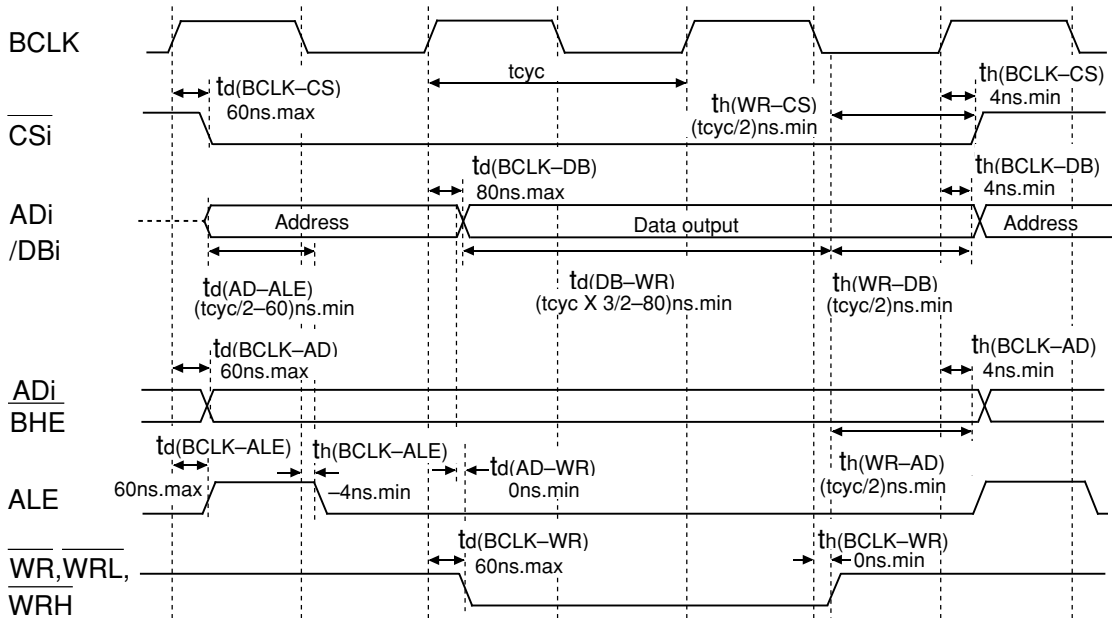 BCLK
tcyc
td(BCLK–CS)
60ns.max
th(WR–CS)
(tcyc/2)ns.min
th(BCLK–CS)
4ns.min
CSi
td(BCLK–DB)
80ns.max
th(BCLK–DB)
4ns.min
ADi
/DBi
Address
Data output
Address
td(AD–ALE)
(tcyc/2–60)ns.min
td(DB–WR)
(tcyc X 3/2–80)ns.min
th(WR–DB)
(tcyc/2)ns.min
td(BCLK–AD)
60ns.max
th(BCLK–AD)
4ns.min
ADi
BHE
td(BCLK–ALE)
60ns.max
th(BCLK–ALE)
–4ns.min
td(AD–WR)
0ns.min
th(WR–AD)
(tcyc/2)ns.min
ALE
td(BCLK–WR)
60ns.max
th(BCLK–WR)
0ns.min
WR,WRL,
WRH